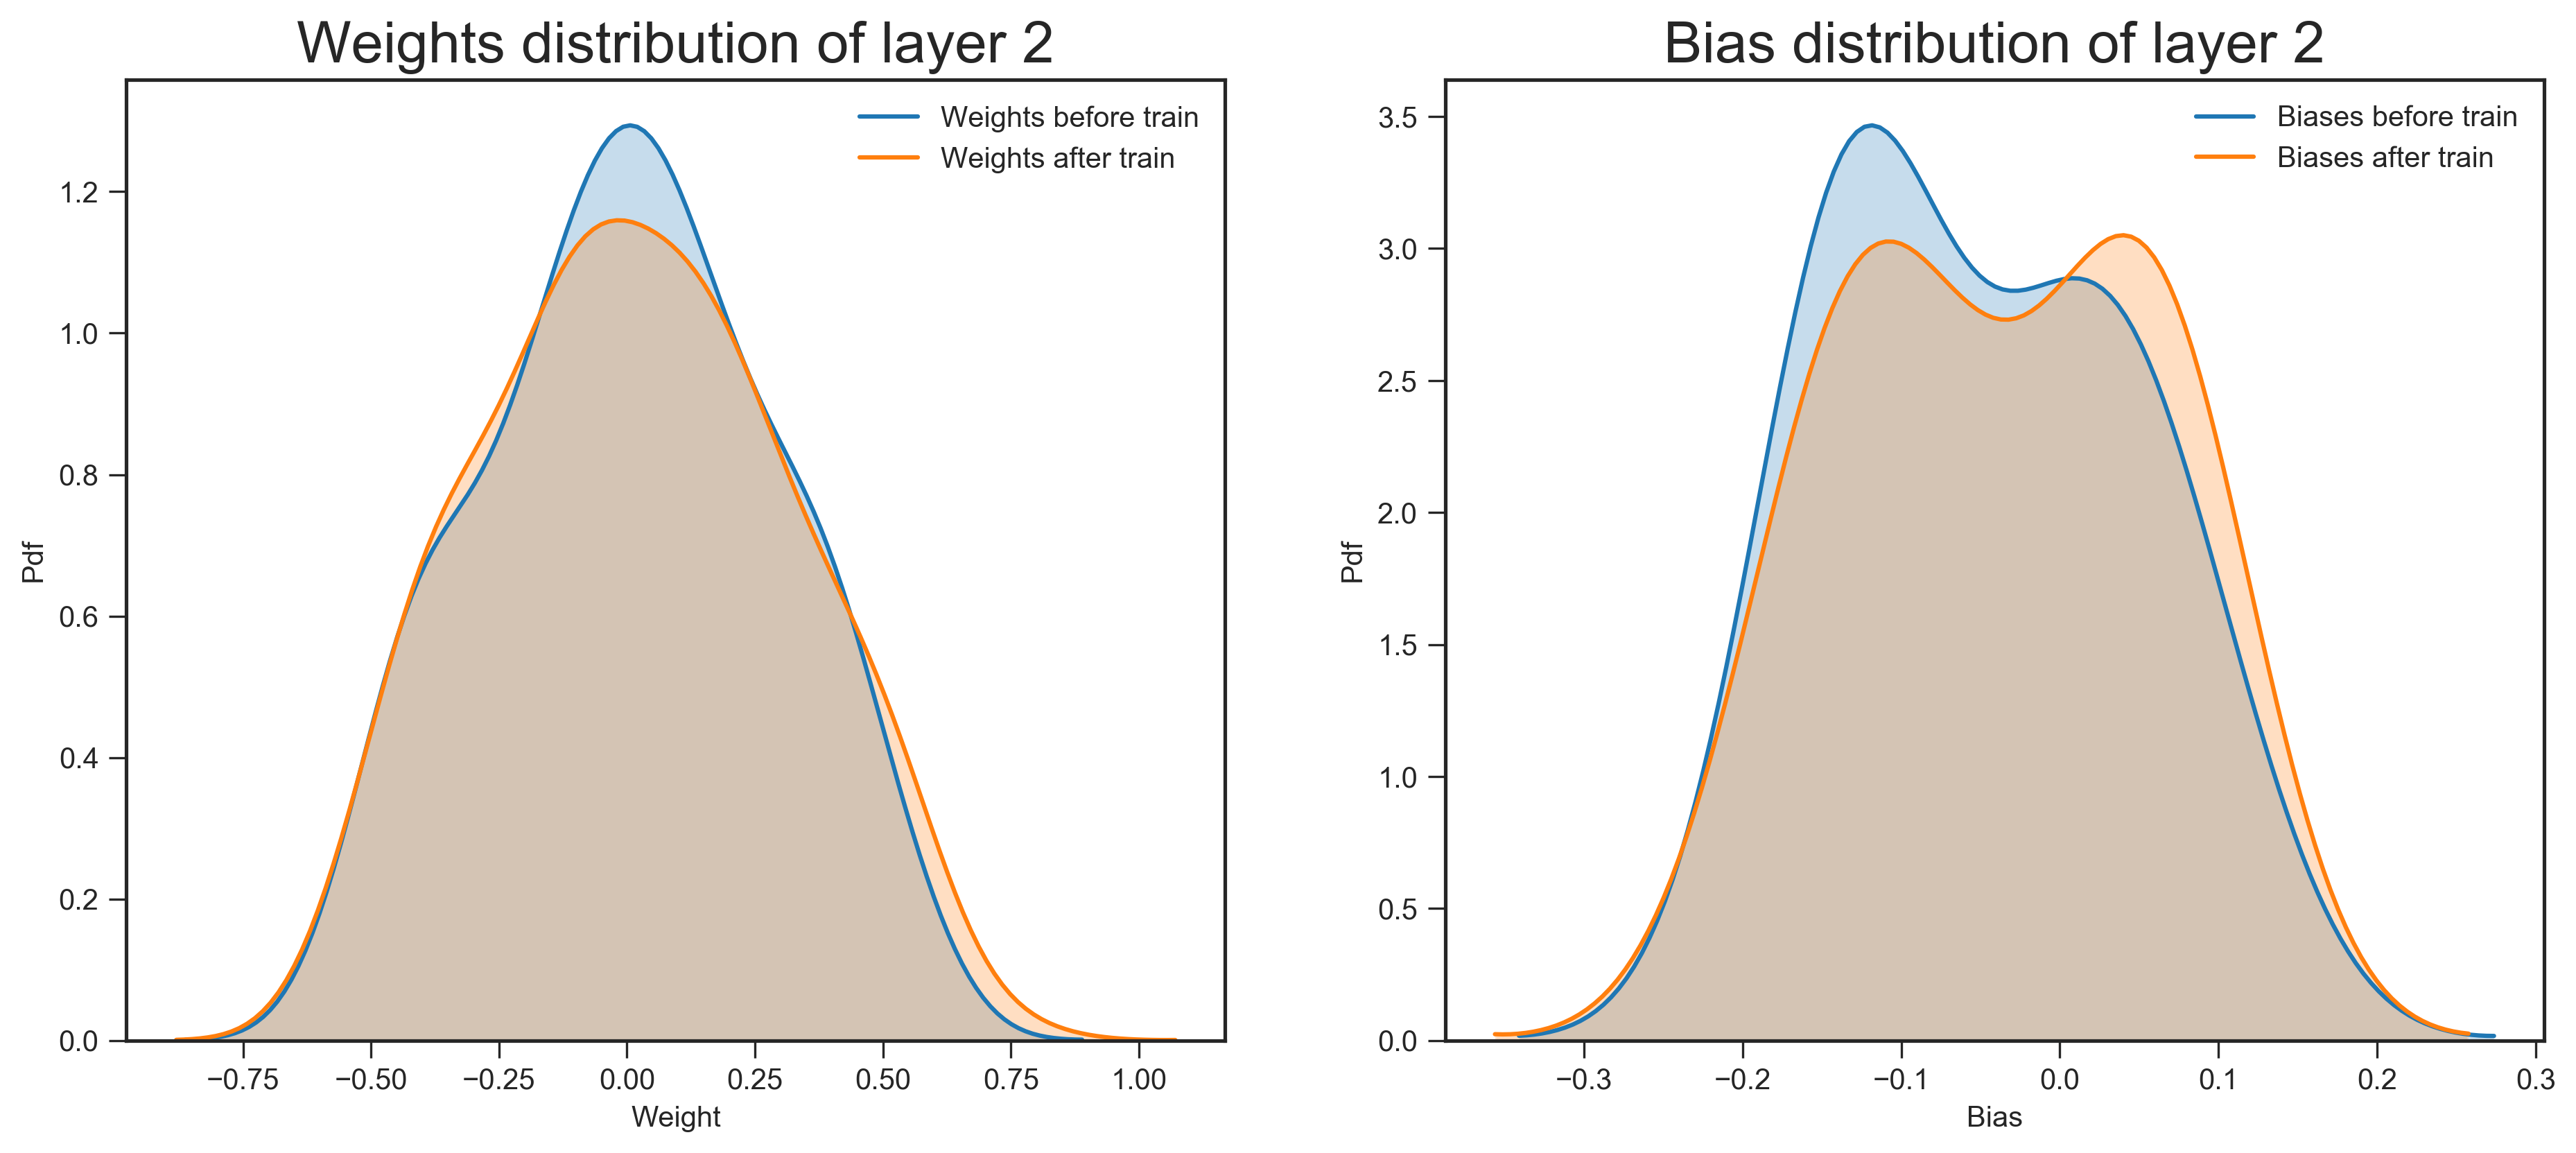 Weights distribution of layer 2
Weights before train
Weights after train
1.2
1.0
0.8
0.6
0.4
0.2
0.0
Pdf
−0.75 −0.50 −0.25 0.00 0.25 0.50 0.75 1.00
Weight
Bias distribution of layer 2
Biases before train
Biases after train
3.5
3.0
2.5
2.0
1.5
1.0
0.5
0.0
Pdf
−0.3 −0.2 −0.1 0.0 0.1 0.2 0.3
Bias